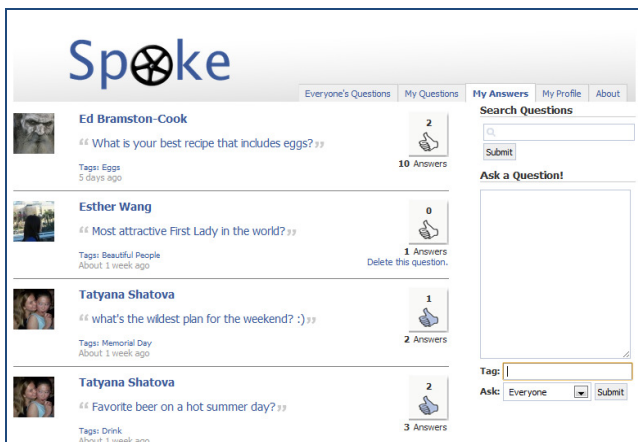 Spoke
Everyone's Questions My Questions My Answers My Profile About
Ed Bramston-Cook
“ What is your best recipe that includes eggs? ”
Tags: Eggs
5 days ago
2
10 Answers
Esther Wang
“ Most attractive First Lady in the world? ”
Tags: Beautiful People
About 1 week ago
0
1 Answers
Delete this question.
Tatyana Shatova
“ what's the wildest plan for the weekend? :) ”
Tags: Memorial Day
About 1 week ago
1
2 Answers
Tatyana Shatova
“ Favorite beer on a hot summer day? ”
Tags: Drink
About 1 week ago
2
3 Answers
Search Questions
Submit
Ask a Question!
Tag:
Ask: Everyone Submit